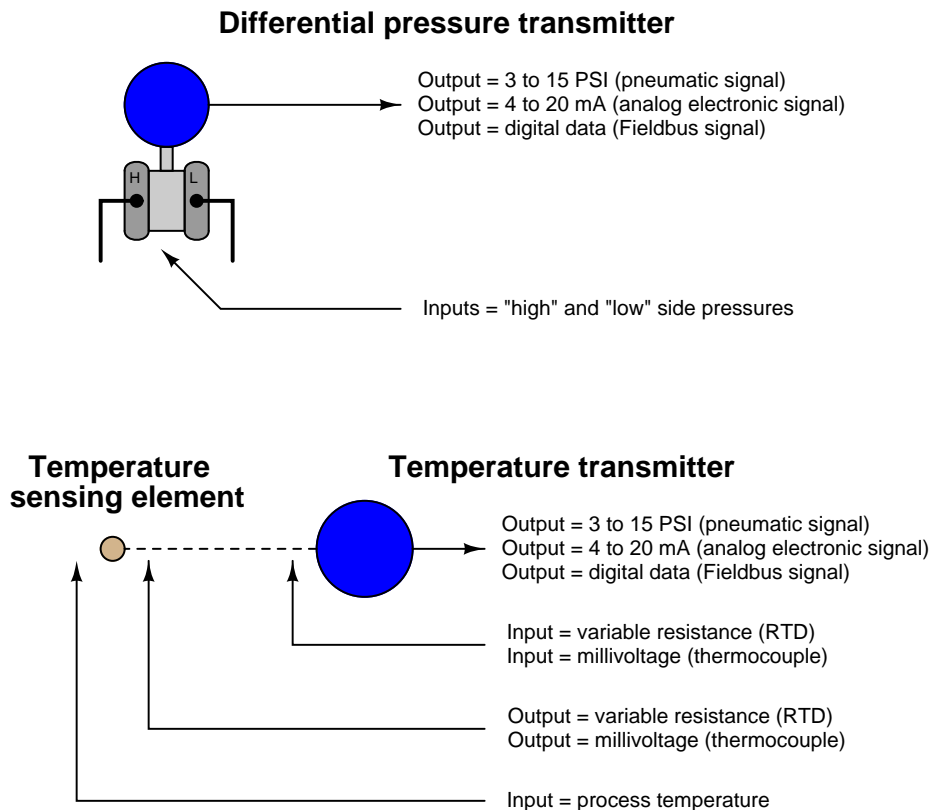 Differential pressure transmitter
Output = 3 to 15 PSI (pneumatic signal)
Output = 4 to 20 mA (analog electronic signal)
Output = digital data (Fieldbus signal)
H
L
Inputs = "high" and "low" side pressures
Temperature
sensing element
Temperature transmitter
Output = 3 to 15 PSI (pneumatic signal)
Output = 4 to 20 mA (analog electronic signal)
Output = digital data (Fieldbus signal)
Input = variable resistance (RTD)
Input = millivoltage (thermocouple)
Output = variable resistance (RTD)
Output = millivoltage (thermocouple)
Input = process temperature